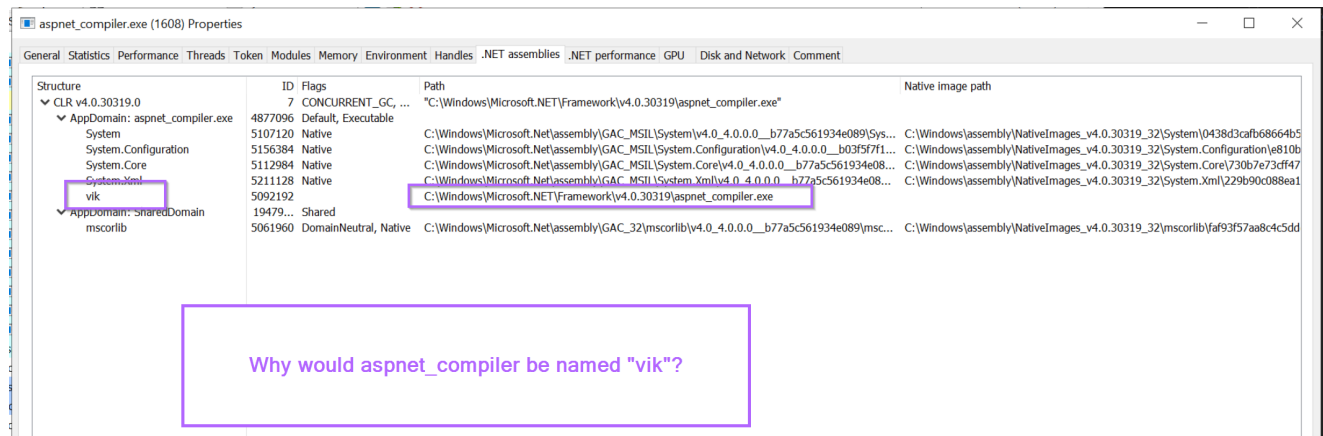 aspnet_compiler.exe (1608) Properties
General Statistics Performance Threads Token Modules Memory Environment Handles .NET assemblies .NET performance GPU Disk and Network Comment
Structure ID Flags Path Native image path
CLR v4.0.30319.0 7 CONCURRENT_GC, ... "C:\Windows\Microsoft.NET\Framework\v4.0.30319\aspnet_compiler.exe"
AppDomain: aspnet_compiler.exe 4877096 Default, Executable
System 5107120 Native C:\Windows\Microsoft.Net\assembly\GAC_MSIL\System\v4.0_4.0.0.0__b77a5c561934e089\Sys... C:\Windows\assembly\NativeImages_v4.0.30319_32\System\0438d3cafb68664b5
System.Configuration 5156384 Native C:\Windows\Microsoft.Net\assembly\GAC_MSIL\System.Configuration\v4.0_4.0.0.0__b03f5f7f1... C:\Windows\assembly\NativeImages_v4.0.30319_32\System.Configuration\e810b
System.Core 5112984 Native C:\Windows\Microsoft.Net\assembly\GAC_MSIL\System.Core\v4.0_4.0.0.0__b77a5c561934e08... C:\Windows\assembly\NativeImages_v4.0.30319_32\System.Core\730b7e73cff47
System.Xml 5211128 Native C:\Windows\Microsoft.Net\assembly\GAC_MSIL\System.Xml\v4.0_4.0.0.0__b77a5c561934e08... C:\Windows\assembly\NativeImages_v4.0.30319_32\System.Xml\229b90c088ea1
vik 5092192 C:\Windows\Microsoft.NET\Framework\v4.0.30319\aspnet_compiler.exe
AppDomain: SharedDomain 19479... Shared
mscorlib 5061960 DomainNeutral, Native C:\Windows\Microsoft.Net\assembly\GAC_32\mscorlib\v4.0_4.0.0.0__b77a5c561934e089\msc... C:\Windows\assembly\NativeImages_v4.0.30319_32\mscorlib\faf93f57aa8c4c5dd
Why would aspnet_compiler be named "vik"?